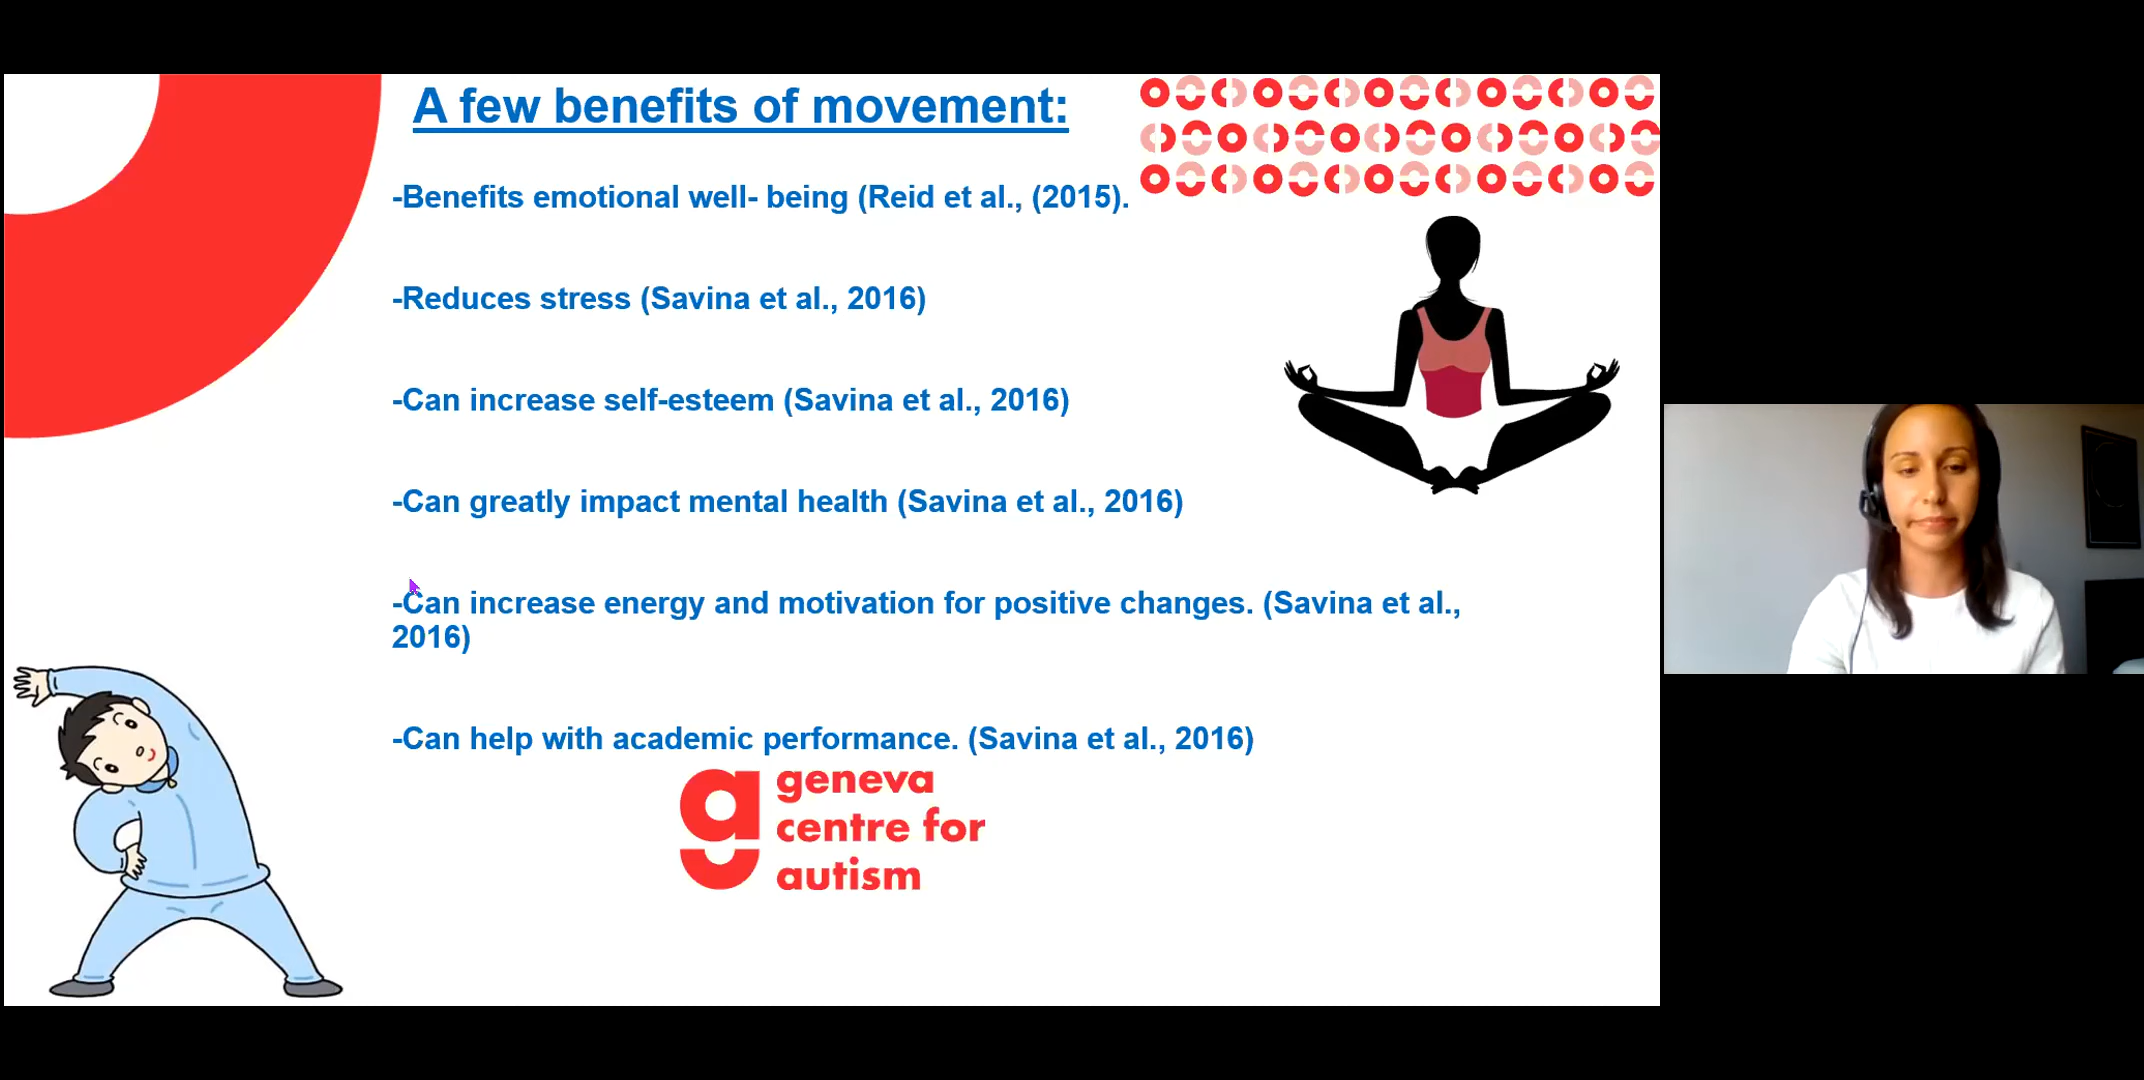 A few benefits of movement:
-Benefits emotional well- being (Reid et al., (2015).
-Reduces stress (Savina et al., 2016)
-Can increase self-esteem (Savina et al., 2016)
-Can greatly impact mental health (Savina et al., 2016)
-Can increase energy and motivation for positive changes. (Savina et al.,
2016)
-Can help with academic performance. (Savina et al., 2016)
geneva
centre for
autism